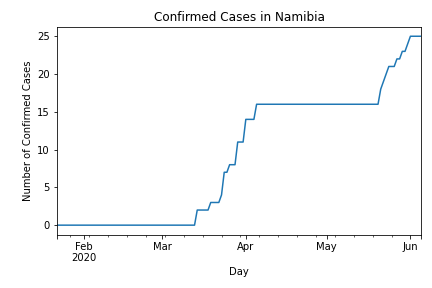 Confirmed Cases in Namibia
25
20
15
10
5
0
Number of Confirmed Cases
Feb Mar Apr May Jun
2020
Day